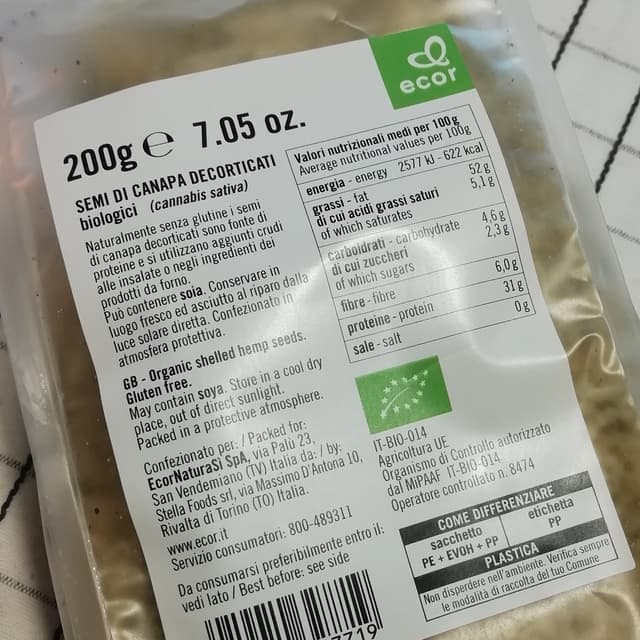 ecor
200g ℮ 7.05 oz.
SEMI DI CANAPA DECORTICATI
biologici (cannabis sativa)
Naturalmente senza glutine i semi
di canapa decorticati sono fonte di
proteine e si utilizzano aggiunti crudi
alle insalate o negli ingredienti dei
prodotti da forno.
Può contenere soia. Conservare in
luogo fresco ed asciutto al riparo dalla
luce solare diretta. Confezionato in
atmosfera protettiva.
GB - Organic shelled hemp seeds.
Gluten free.
May contain soya. Store in a cool dry
place, out of direct sunlight.
Packed in a protective atmosphere.
Confezionato per: / Packed for:
EcorNaturaSì SpA, via Palù 23,
San Vendemiano (TV) Italia da: / by:
Stella Foods srl, via Massimo D'Antona 10,
Rivalta di Torino (TO) Italia.
www.ecor.it
Servizio consumatori: 800-489311
Da consumarsi preferibilmente entro il:
vedi lato / Best before: see side
7719
Valori nutrizionali medi per 100g
Average nutritional values per 100g
energia - energy 2577 kJ - 622 kcal
grassi - fat 52 g
di cui acidi grassi saturi 5,1 g
of which saturates
carboidrati - carbohydrate 4,6 g
di cui zuccheri 2,3 g
of which sugars
fibre - fibre 6,0 g
proteine - protein 31 g
sale - salt 0 g
IT-BIO-014
Agricoltura UE
Organismo di Controllo autorizzato
dal MiPAAF IT-BIO-014
Operatore controllato n. 8474
COME DIFFERENZIARE
sacchetto etichetta
PE + EVOH + PP PP
PLASTICA
Non disperdere nell'ambiente. Verifica sempre
le modalità di raccolta del tuo Comune